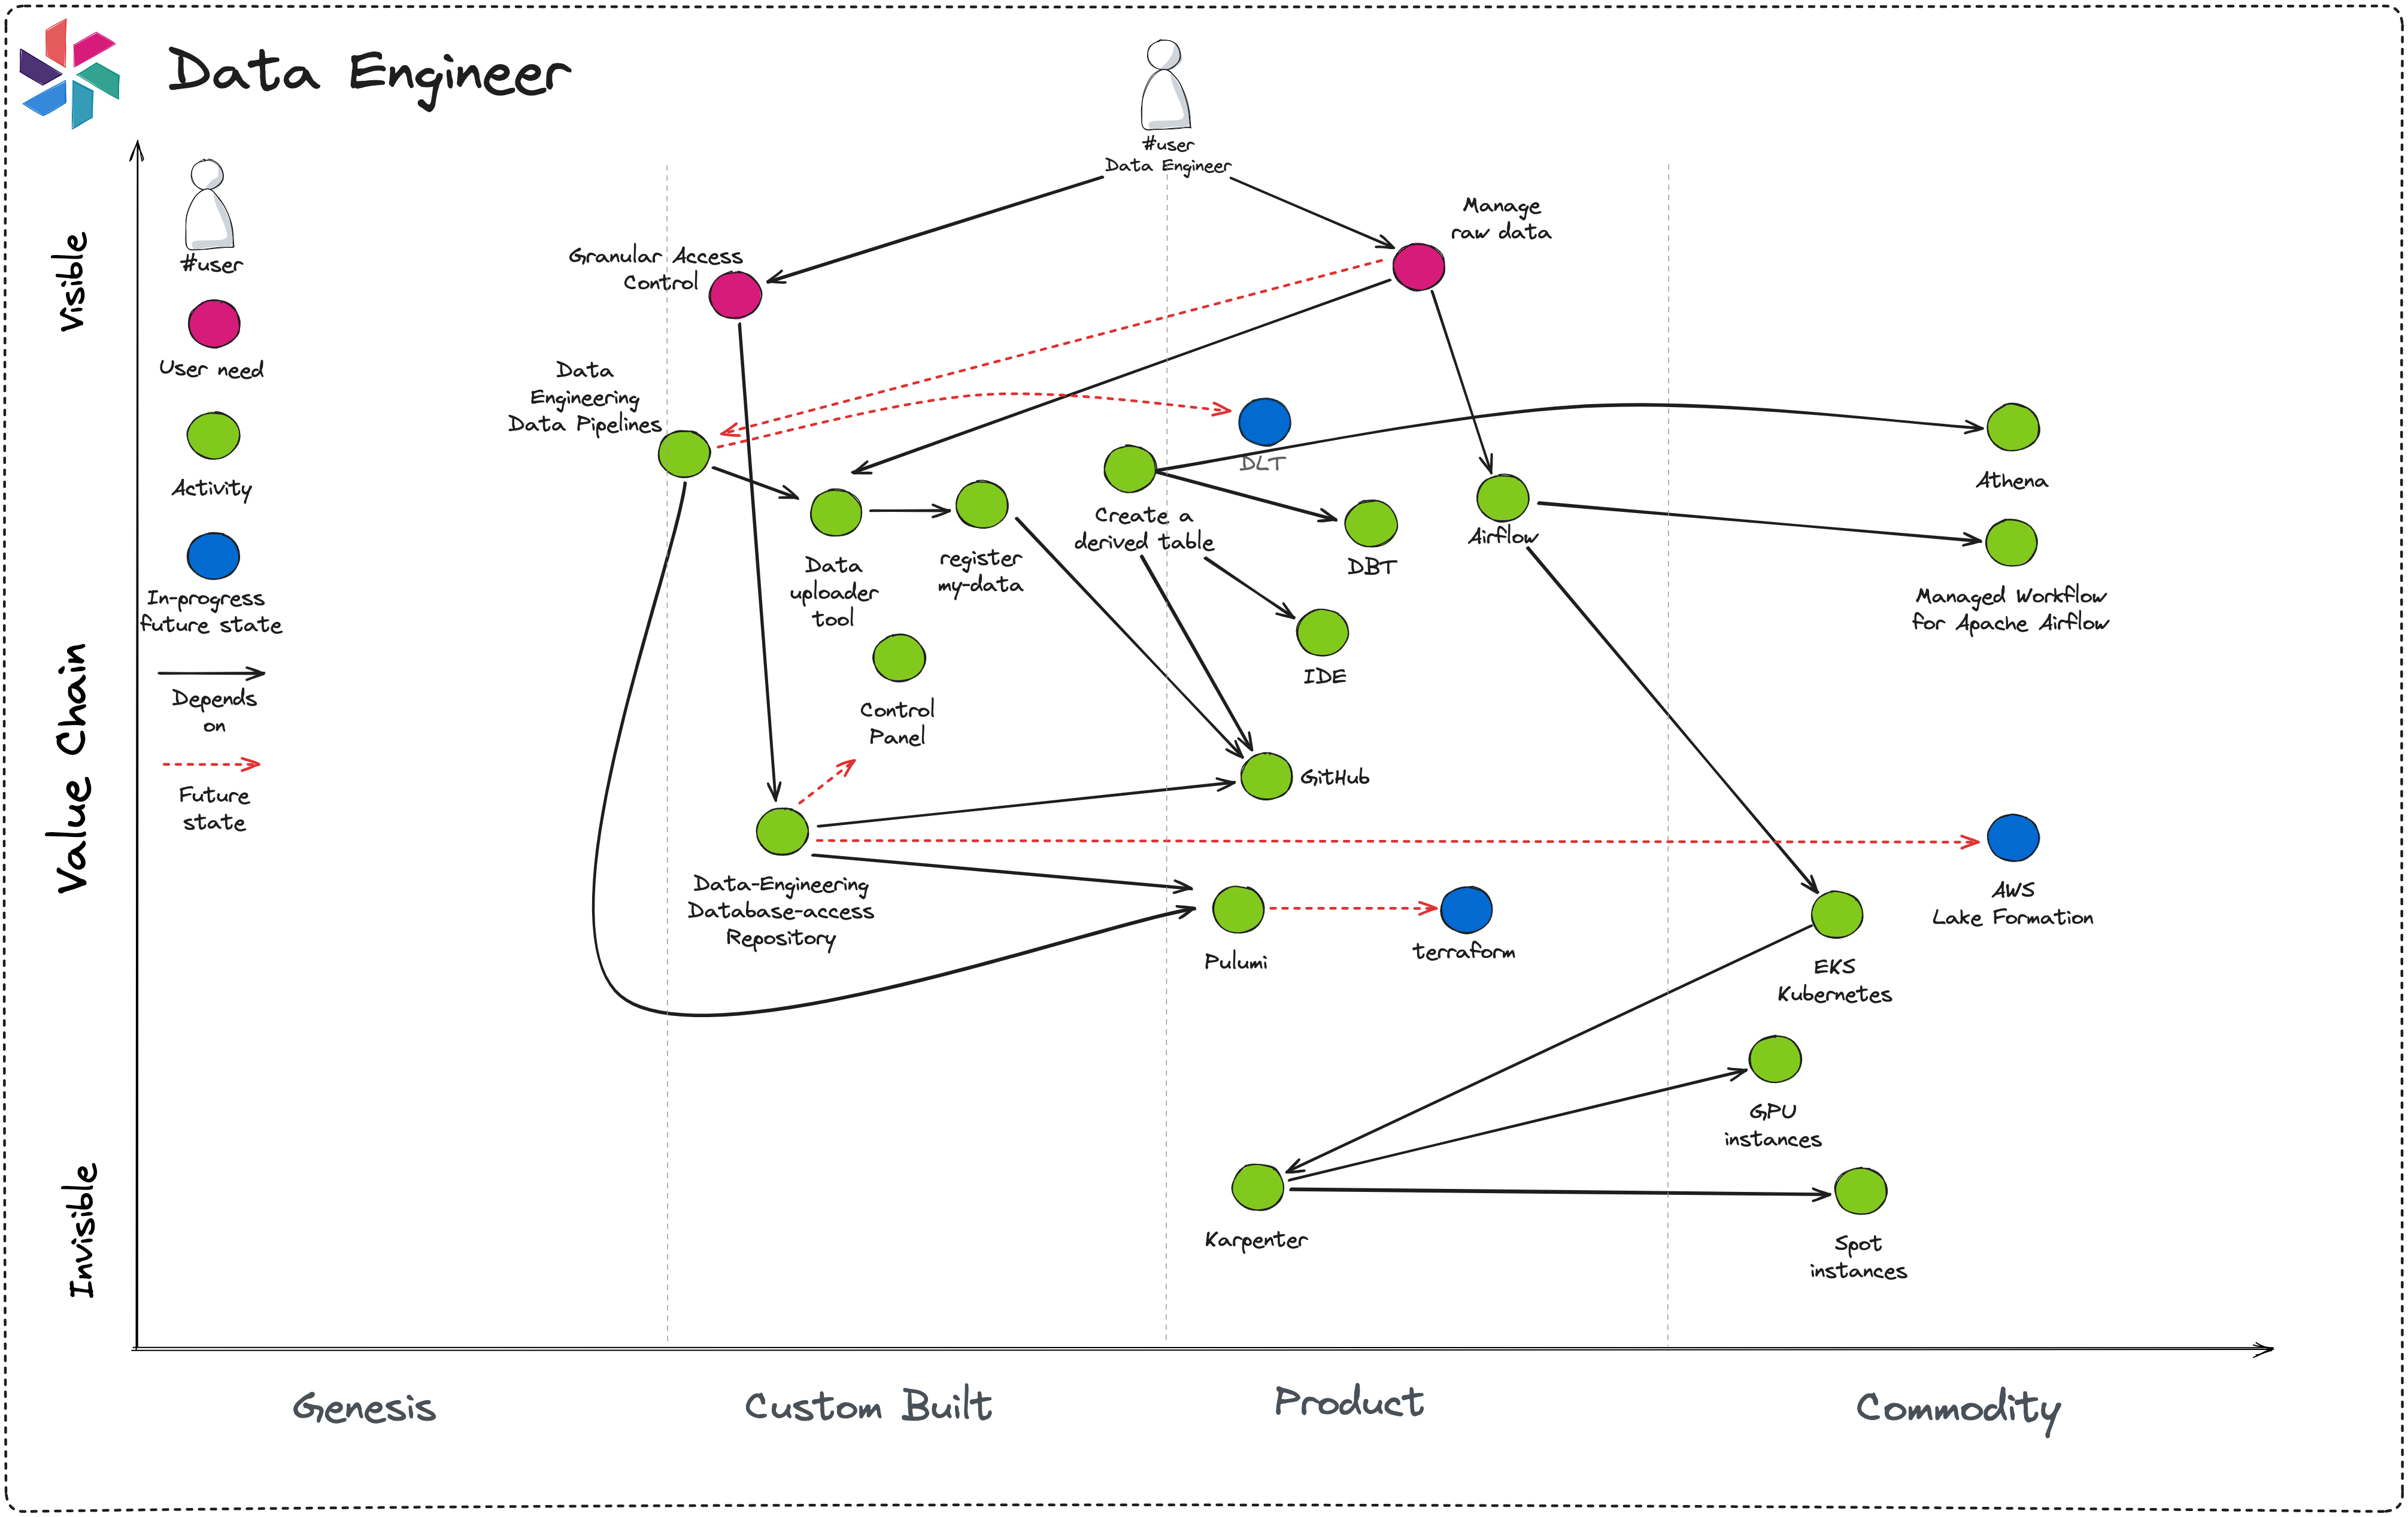 Data Engineer
#user
Data Engineer
Visible
Value Chain
Invisible
#user
User need
Activity
In-progress
future state
Depends
on
Future
state
Granular Access
Control
Manage
raw data
Data
Engineering
Data Pipelines
DLT
Athena
Create a
derived table
DBT
Airflow
Data
uploader
tool
register
my-data
Managed Workflow
for Apache Airflow
IDE
Control
Panel
GitHub
Data-Engineering
Database-access
Repository
AWS
Lake Formation
Pulumi
terraform
EKS
Kubernetes
GPU
instances
Karpenter
Spot
instances
Genesis
Custom Built
Product
Commodity